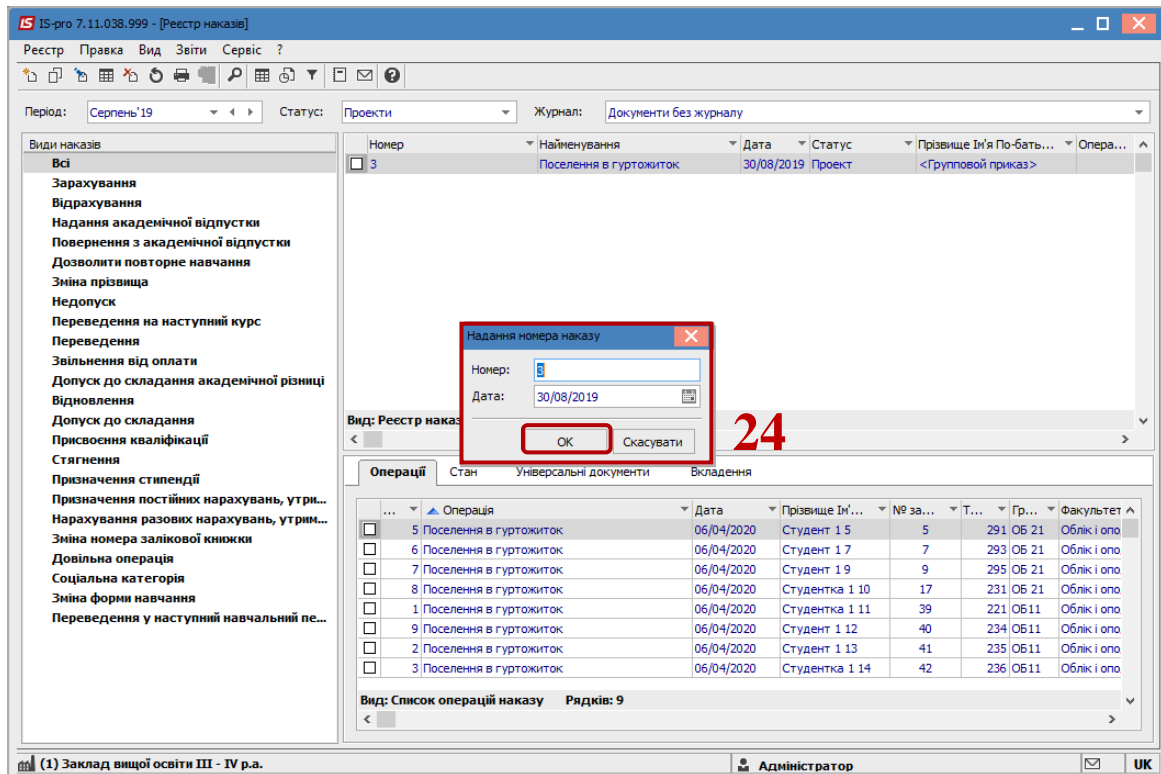 IS-pro 7.11.038.999 - [Реєстр наказів]
Реєстр Правка Вид Звіти Сервіс ?
Період: Серпень'19 Статус: Проекти Журнал: Документи без журналу
Види наказів
Всі
Зарахування
Відрахування
Надання академічної відпустки
Повернення з академічної відпустки
Дозволити повторне навчання
Зміна прізвища
Недопуск
Переведення на наступний курс
Переведення
Звільнення від оплати
Допуск до складання академічної різниці
Відновлення
Допуск до складання
Присвоєння кваліфікації
Стягнення
Призначення стипендії
Призначення постійних нарахувань, утри...
Нарахування разових нарахувань, утрим...
Зміна номера залікової книжки
Довільна операція
Соціальна категорія
Зміна форми навчання
Переведення у наступний навчальний пе...
Номер Найменування Дата Статус Прізвище Ім'я По-бать... Опера...
3 Поселення в гуртожиток 30/08/2019 Проект <Групповой приказ>
Надання номера наказу
Номер: 3
Дата: 30/08/2019
OK Скасувати
24
Вид: Реєстр наказ
Операції Стан Універсальні документи Вкладення
... Операція Дата Прізвище Ім'... № за... Т... Гр... Факультет
5 Поселення в гуртожиток 06/04/2020 Студент 1 5 5 291 ОБ 21 Облік і опо
6 Поселення в гуртожиток 06/04/2020 Студент 1 7 7 293 ОБ 21 Облік і опо
7 Поселення в гуртожиток 06/04/2020 Студент 1 9 9 295 ОБ 21 Облік і опо
8 Поселення в гуртожиток 06/04/2020 Студентка 1 10 17 231 ОБ 21 Облік і опо
1 Поселення в гуртожиток 06/04/2020 Студентка 1 11 39 221 ОБ11 Облік і опо
9 Поселення в гуртожиток 06/04/2020 Студент 1 12 40 234 ОБ11 Облік і опо
2 Поселення в гуртожиток 06/04/2020 Студент 1 13 41 235 ОБ11 Облік і опо
3 Поселення в гуртожиток 06/04/2020 Студентка 1 14 42 236 ОБ11 Облік і опо
Вид: Список операцій наказу Рядків: 9
(1) Заклад вищої освіти III - IV р.а. Адміністратор UK